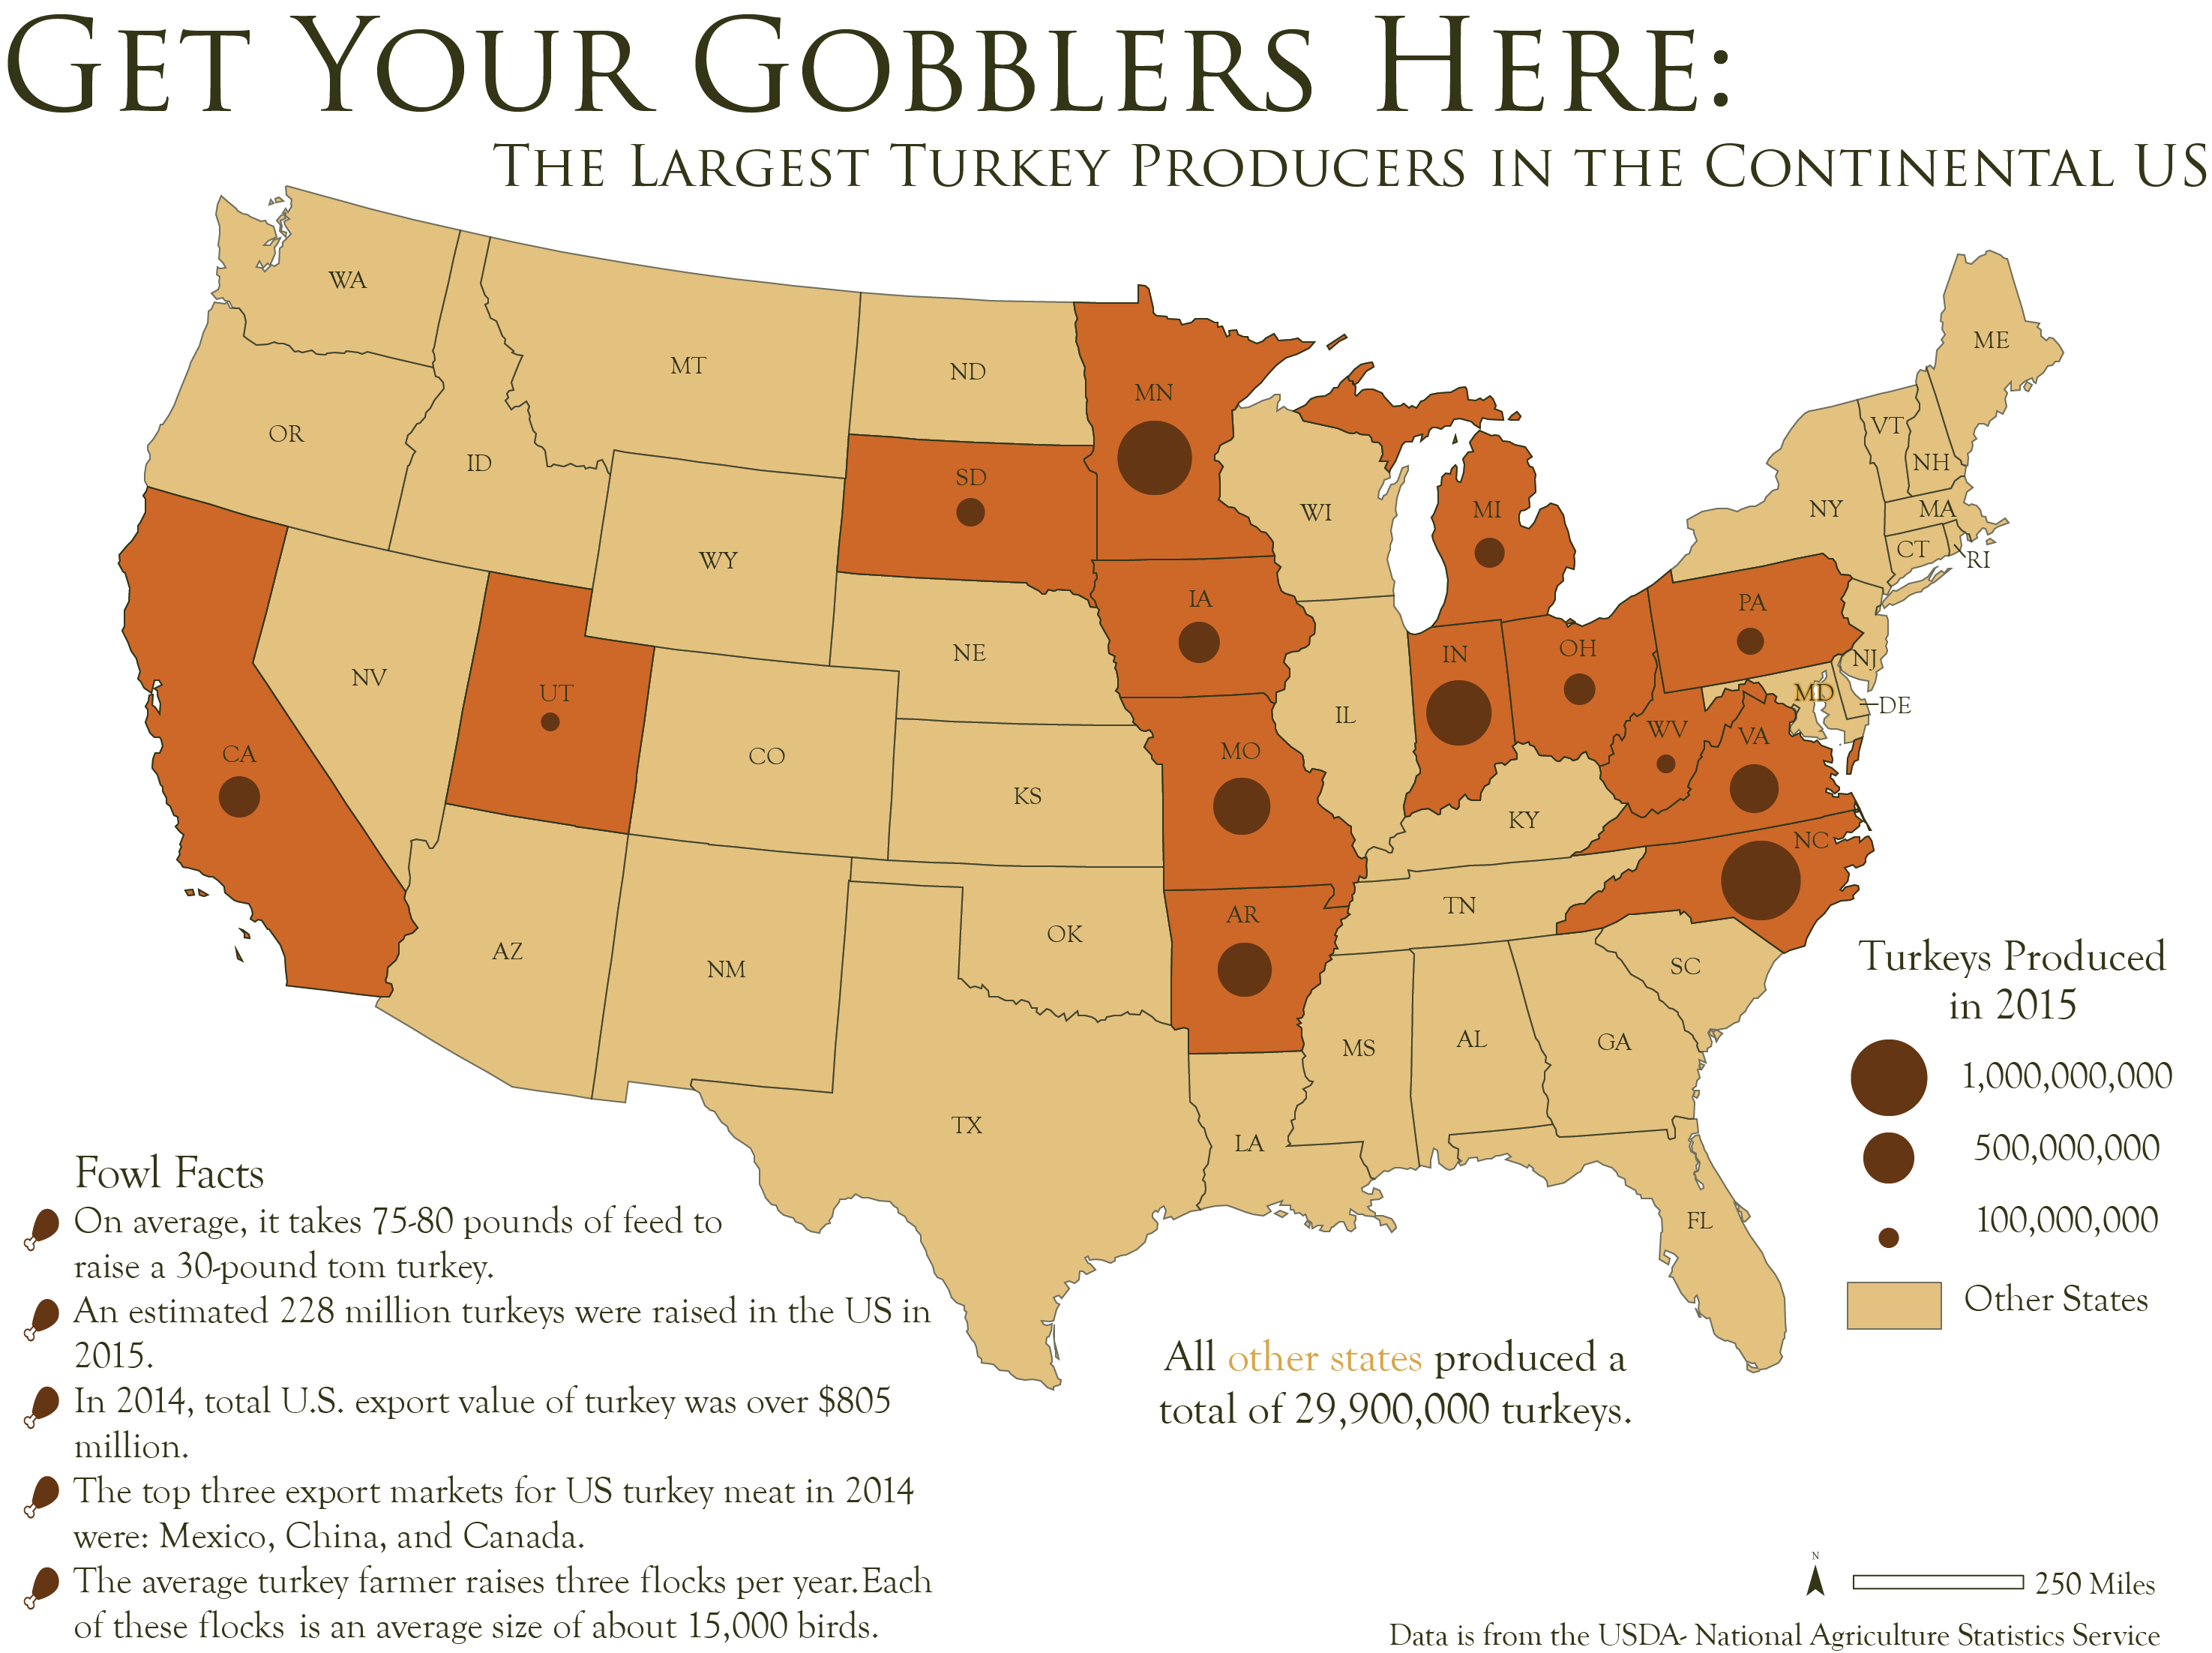 Get Your Gobblers Here:
The Largest Turkey Producers in the Continental US
WA
MT
ND
MN
ME
OR
ID
SD
WI
MI
NY
VT
NH
MA
CT
RI
WY
IA
PA
NE
IN
OH
NJ
NV
UT
MD
DE
CA
CO
IL
WV
VA
KS
MO
KY
NC
AZ
NM
OK
AR
TN
SC
TX
LA
MS
AL
GA
FL
Turkeys Produced
in 2015
1,000,000,000
500,000,000
100,000,000
Other States
Fowl Facts
On average, it takes 75-80 pounds of feed to
raise a 30-pound tom turkey.
An estimated 228 million turkeys were raised in the US in
2015.
In 2014, total U.S. export value of turkey was over $805
million.
The top three export markets for US turkey meat in 2014
were: Mexico, China, and Canada.
The average turkey farmer raises three flocks per year. Each
of these flocks is an average size of about 15,000 birds.
All other states produced a
total of 29,900,000 turkeys.
N
250 Miles
Data is from the USDA- National Agriculture Statistics Service